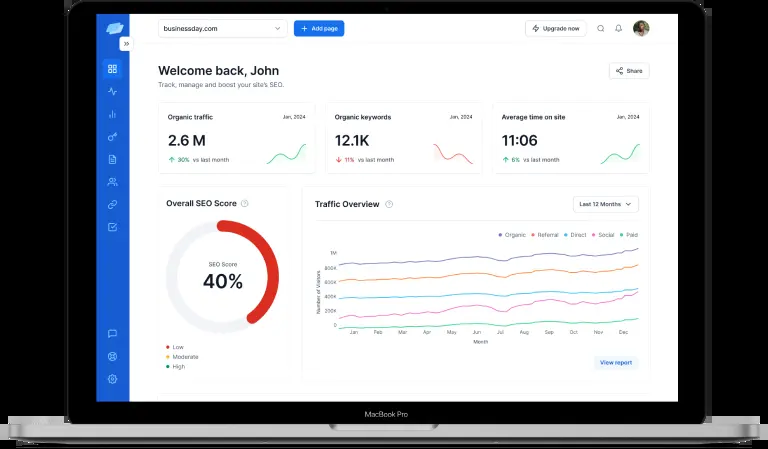 businessday.com
+ Add page
Upgrade now
Welcome back, John
Track, manage and boost your site's SEO.
Share
Organic traffic Jan, 2024
2.6 M
30% vs last month
Organic keywords Jan, 2024
12.1K
11% vs last month
Average time on site Jan, 2024
11:06
6% vs last month
Overall SEO Score ?
SEO Score
40%
Low
Moderate
High
Traffic Overview ?
Last 12 Months
Organic Referral Direct Social Paid
Number of Visitors
1M
800K
600K
400K
200K
0
Jan Feb Mar Apr May Jun Jul Aug Sep Oct Nov Dec
Month
View report
MacBook Pro